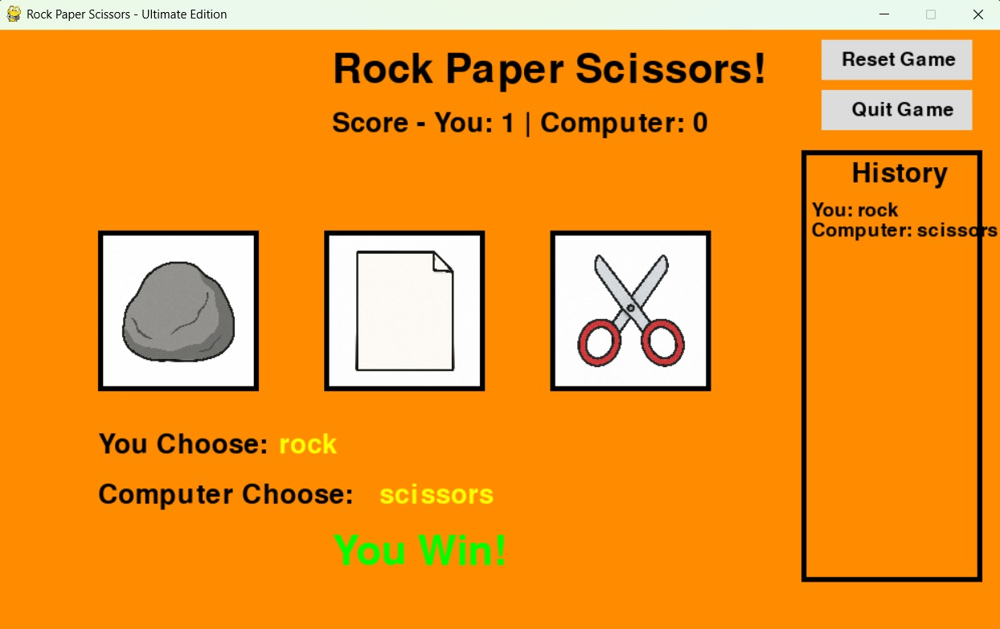 Rock Paper Scissors - Ultimate Edition
Rock Paper Scissors!
Score - You: 1 | Computer: 0
Reset Game
Quit Game
History
You: rock
Computer: scissors
You Choose: rock
Computer Choose: scissors
You Win!